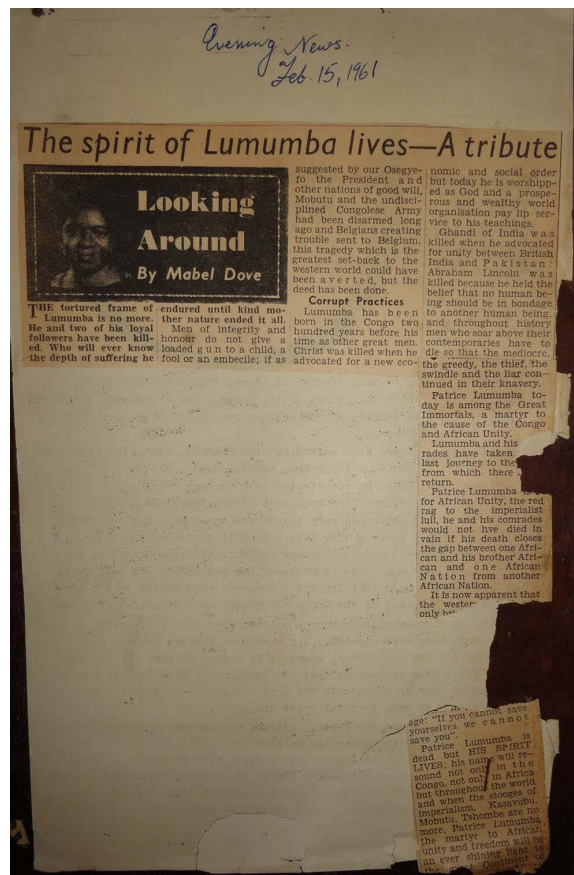 Evening News.
Feb. 15, 1961
The spirit of Lumumba lives—A tribute
Looking
Around
By Mabel Dove
THE tortured frame of
Lumumba is no more.
He and two of his loyal
followers have been kill-
ed. Who will ever know
the depth of suffering he
endured until kind mo-
ther nature ended it all.
Men of integrity and
honour do not give a
loaded gun to a child, a
fool or an embecile; if as
suggested by our Osegye-
fo the President and
other nations of good will,
Mobutu and the undisci-
plined Congolese Army
had been disarmed long
ago and Belgians creating
trouble sent to Belgium,
this tragedy which is the
greatest set-back to the
western world could have
been averted, but the
deed has been done.
Corrupt Practices
Lumumba has been
born in the Congo two
hundred years before his
time as other great men.
Christ was killed when he
advocated for a new eco-
nomic and social order
but today he is worshipp-
ed as God and a prospe-
rous and wealthy world
organisation pay lip ser-
vice to his teachings.
Ghandi of India was
killed when he advocated
for unity between British
India and Pakistan:
Abraham Lincoln was
killed because he held the
belief that no human be-
ing should be in bondage
to another human being,
and throughout history
men who soar above their
contemporaries have to
die so that the mediocre,
the greedy, the thief, the
swindle and the liar con-
tinued in their knavery.
Patrice Lumumba to-
day is among the Great
Immortals, a martyr to
the cause of the Congo
and African Unity.
Lumumba and his
rades have taken
last journey to the
from which there
return.
Patrice Lumumba
for African Unity, the red
rag to the imperialist
lull, he and his comrades
would not hve died in
vain if his death closes
the gap between one Afri-
can and his brother Afri-
can and one African
Nation from another
African Nation.
It is now apparent that
the wester
only
age: "If you cannot save
yourselves, we cannot
save you".
Patrice Lumumba is
dead but HIS SPIRIT
LIVES; his name will re-
sound not only in the
Congo, not only in Africa
but throughout the world
and when the stooges of
imperialism, Kasavubu,
Mobutu, Tshombe are no
more, Patrice Lumumba
the martyr to African
unity and freedom will be
an ever shining light in
the great Continent of